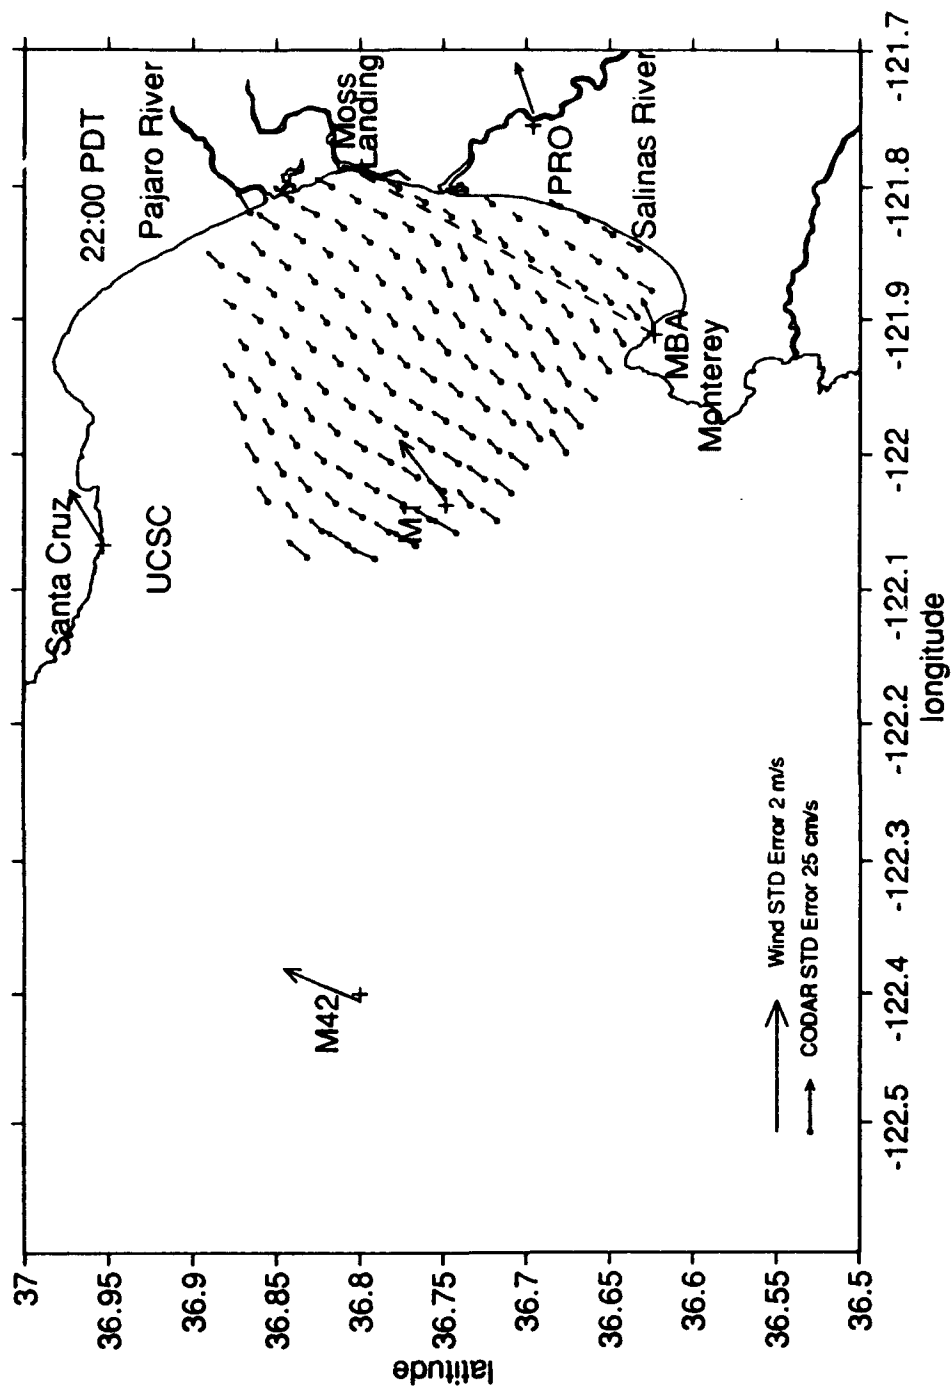 22:00 PDT
Santa Cruz
UCSC
Pajaro River
Moss
Landing
M1
M42
PRO
Salinas River
MBA
Monterey
Wind STD Error 2 m/s
CODAR STD Error 25 cm/s
latitude
37
36.95
36.9
36.85
36.8
36.75
36.7
36.65
36.6
36.55
36.5
-122.5
-122.4
-122.3
-122.2
-122.1
-122
-121.9
-121.8
-121.7
longitude